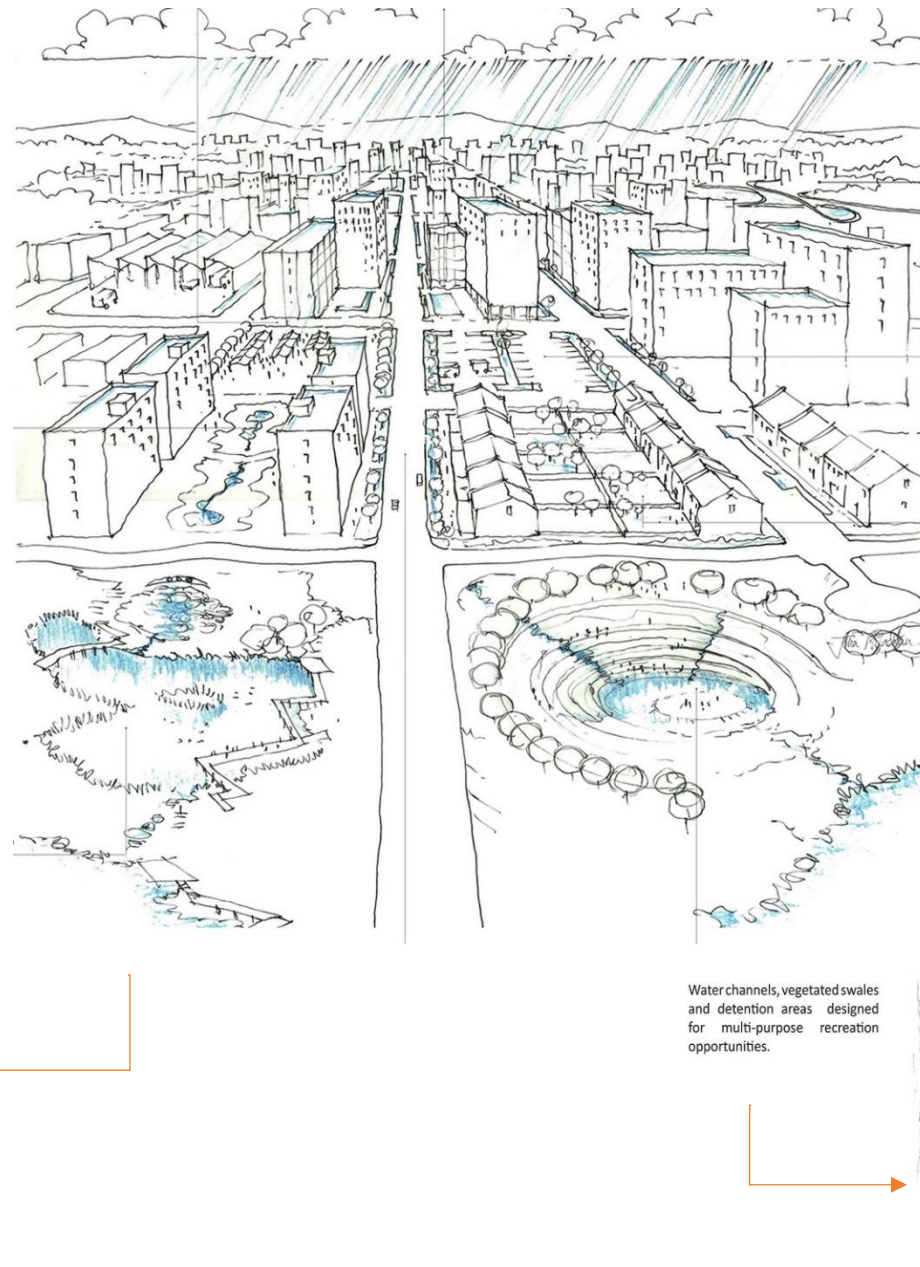 Water channels, vegetated swales
and detention areas designed
for multi-purpose recreation
opportunities.